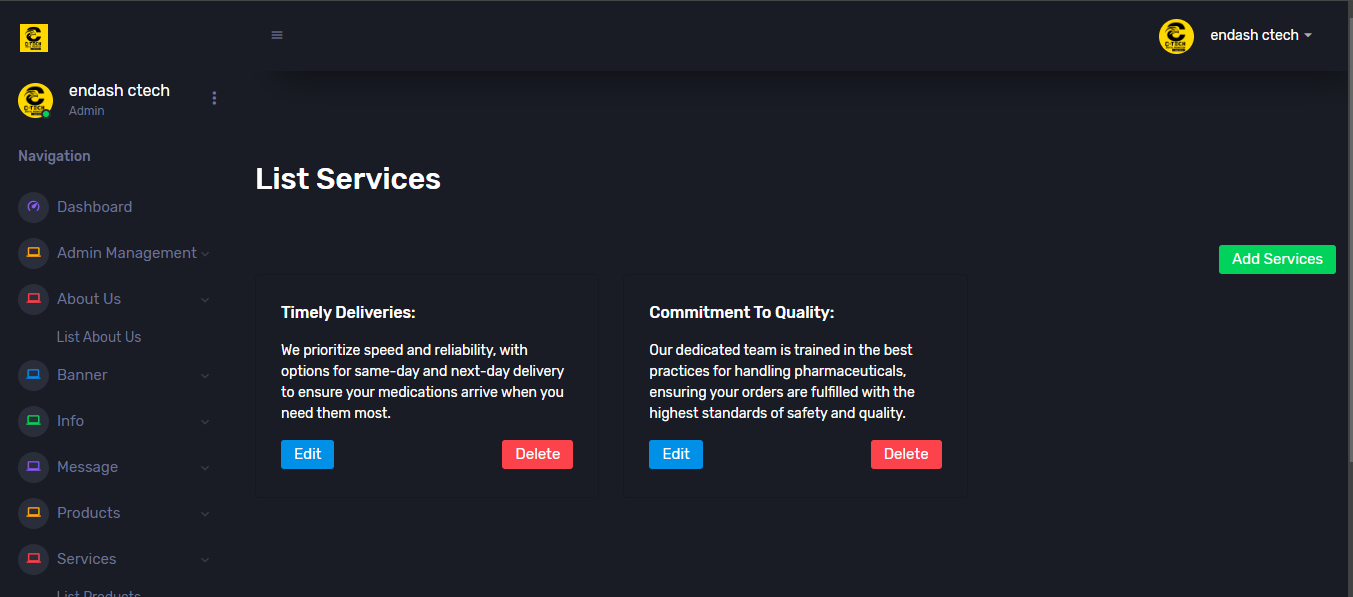 endash ctech
endash ctech
Admin
Navigation
Dashboard
Admin Management
About Us
List About Us
Banner
Info
Message
Products
Services
List Products
List Services
Add Services
Timely Deliveries:
We prioritize speed and reliability, with
options for same-day and next-day delivery
to ensure your medications arrive when you
need them most.
Edit
Delete
Commitment To Quality:
Our dedicated team is trained in the best
practices for handling pharmaceuticals,
ensuring your orders are fulfilled with the
highest standards of safety and quality.
Edit
Delete